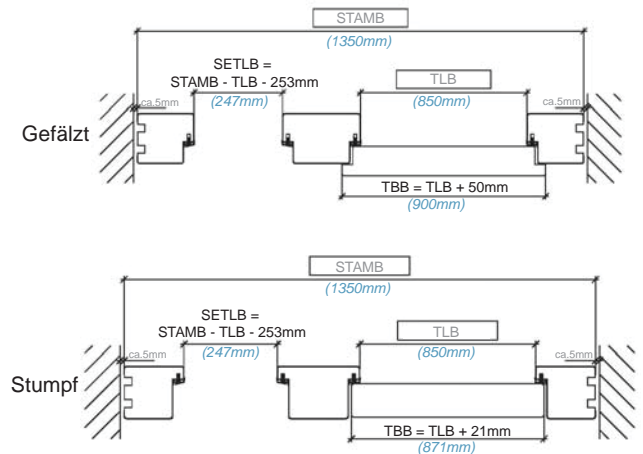 STAMB
(1350mm)
SETLB =
STAMB - TLB - 253mm
(247mm)
TLB
(850mm)
ca.5mm
ca.5mm
Gefälzt
TBB = TLB + 50mm
(900mm)
STAMB
(1350mm)
SETLB =
STAMB - TLB - 253mm
(247mm)
TLB
(850mm)
ca.5mm
ca.5mm
Stumpf
TBB = TLB + 21mm
(871mm)